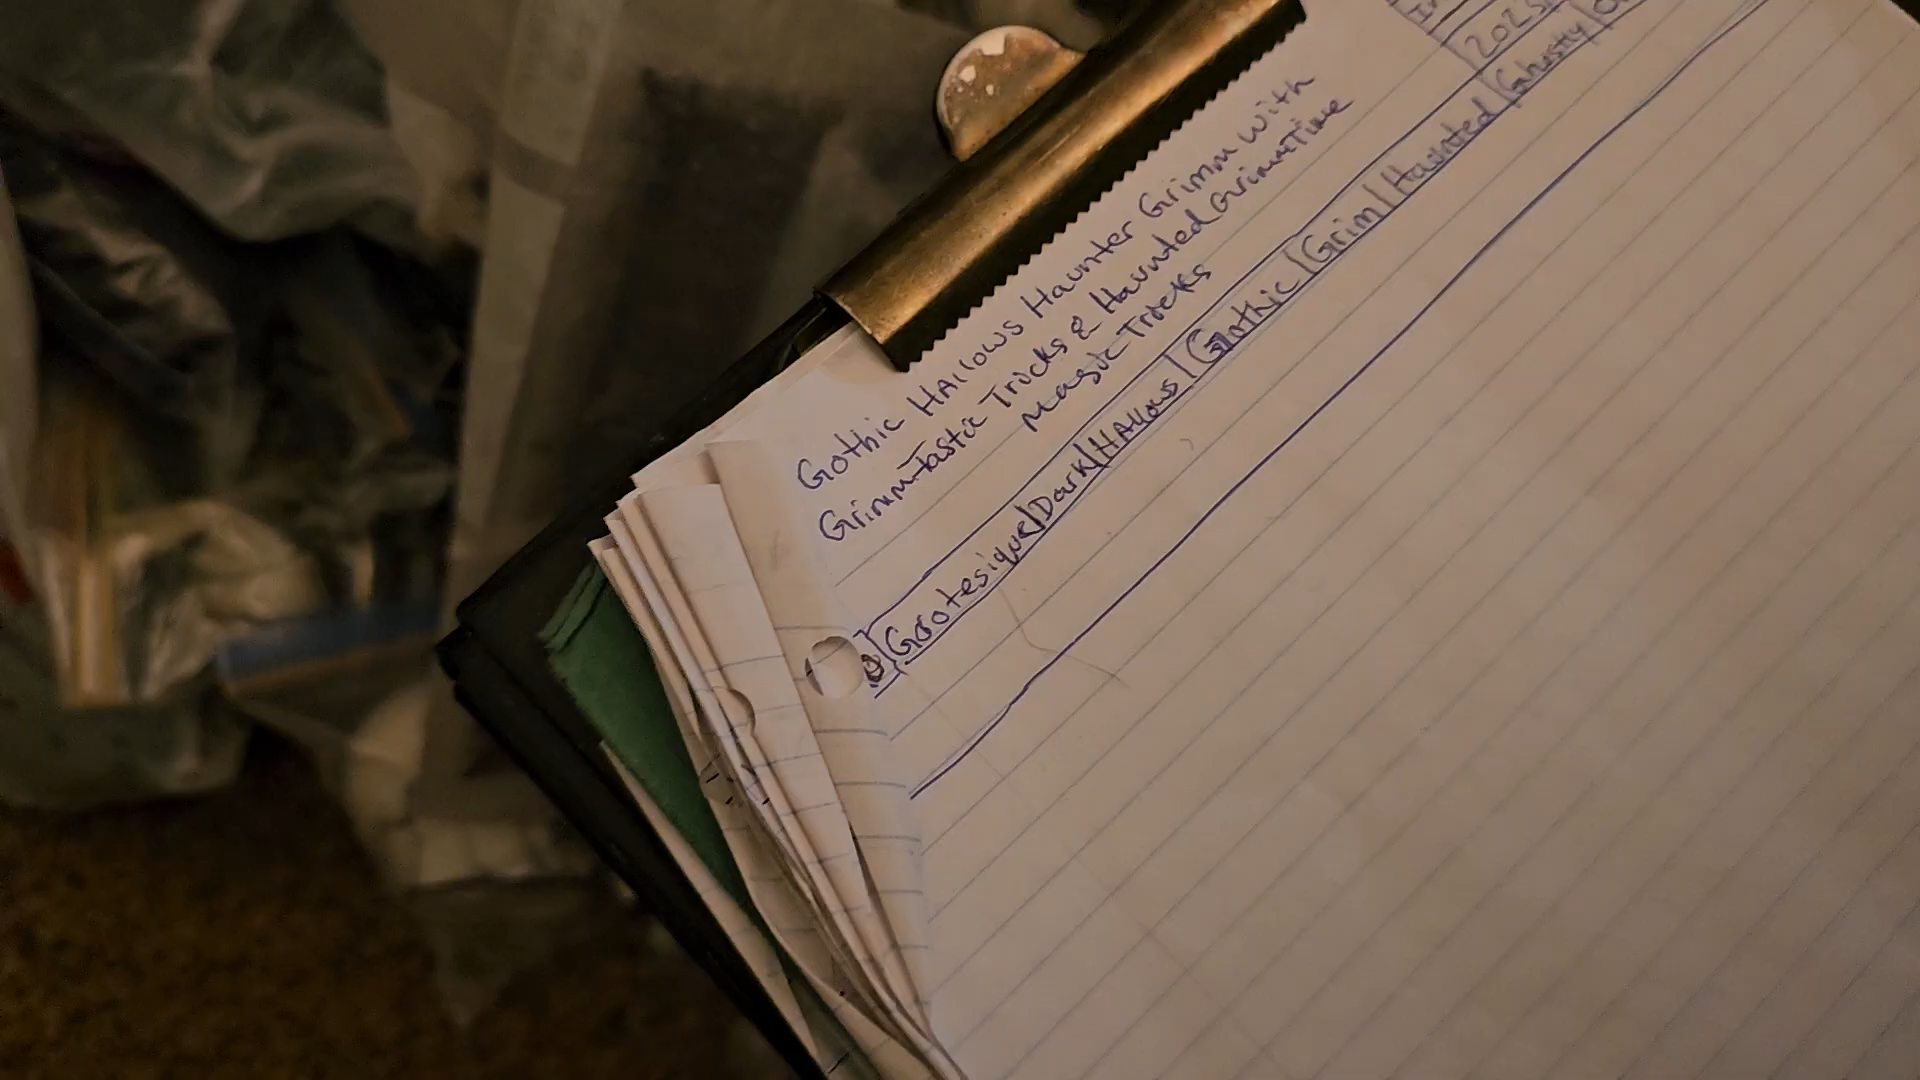 Gothic HAllows Haunter Grimm with
Grimm-Tastic Tricks & Haunted GrimmTime
Magic Tricks
2025
Grotesique|Dark|HAllows|Gothic|Grim|Haunted|Ghostly